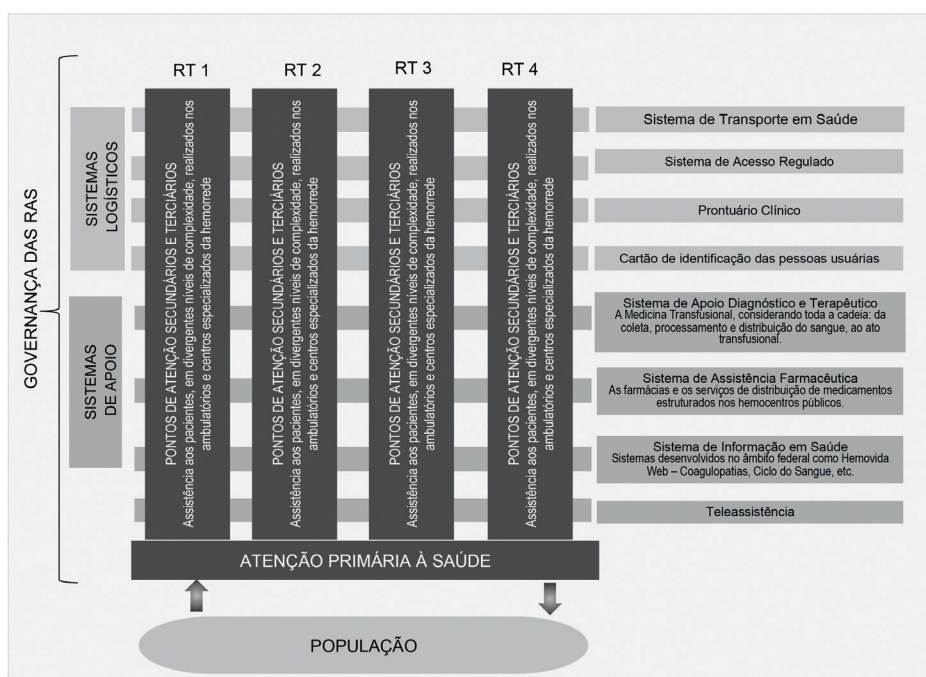 RT 1
RT 2
RT 3
RT 4
GOVERNANÇA DAS RAS
SISTEMAS
LOGÍSTICOS
SISTEMAS
DE APOIO
PONTOS DE ATENÇÃO SECUNDÁRIOS E TERCIÁRIOS
Assistência aos pacientes, em divergentes níveis de complexidade, realizados nos
ambulatórios e centros especializados da hemorrede
PONTOS DE ATENÇÃO SECUNDÁRIOS E TERCIÁRIOS
Assistência aos pacientes, em divergentes níveis de complexidade, realizados nos
ambulatórios e centros especializados da hemorrede
PONTOS DE ATENÇÃO SECUNDÁRIOS E TERCIÁRIOS
Assistência aos pacientes, em divergentes níveis de complexidade, realizados nos
ambulatórios e centros especializados da hemorrede
PONTOS DE ATENÇÃO SECUNDÁRIOS E TERCIÁRIOS
Assistência aos pacientes, em divergentes níveis de complexidade, realizados nos
ambulatórios e centros especializados da hemorrede
Sistema de Transporte em Saúde
Sistema de Acesso Regulado
Prontuário Clínico
Cartão de identificação das pessoas usuárias
Sistema de Apoio Diagnóstico e Terapêutico
A Medicina Transfusional, considerando toda a cadeia: da
coleta, processamento e distribuição do sangue, ao ato
transfusional.
Sistema de Assistência Farmacêutica
As farmácias e os serviços de distribuição de medicamentos
estruturados nos hemocentros públicos.
Sistema de Informação em Saúde
Sistemas desenvolvidos no âmbito federal como Hemovida
Web – Coagulopatias, Ciclo do Sangue, etc.
Teleassistência
ATENÇÃO PRIMÁRIA À SAÚDE
POPULAÇÃO